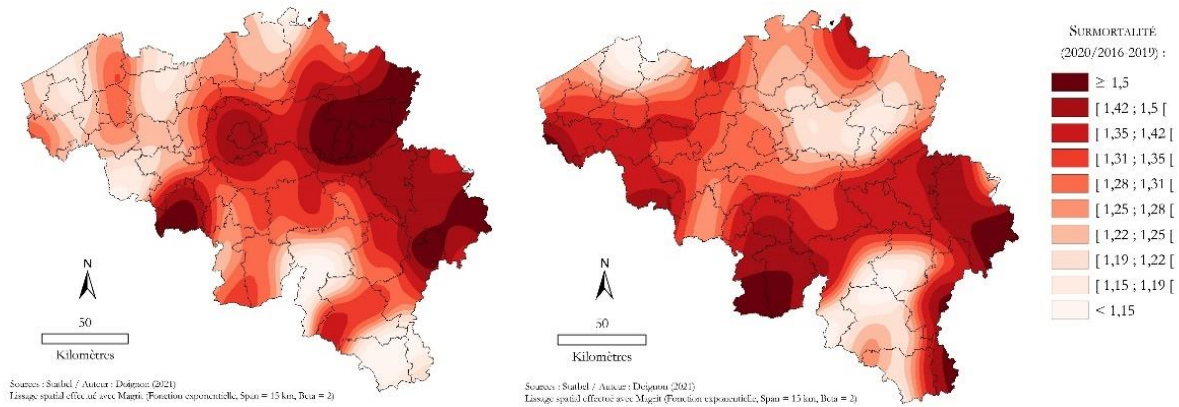 SURMORTALITÉ
(2020/2016-2019) :
≥ 1,5
[ 1,42 ; 1,5 [
[ 1,35 ; 1,42 [
[ 1,31 ; 1,35 [
[ 1,28 ; 1,31 [
[ 1,25 ; 1,28 [
[ 1,22 ; 1,25 [
[ 1,19 ; 1,22 [
[ 1,15 ; 1,19 [
< 1,15
N
50
Kilomètres
Sources : Statbel / Auteur : Doignon (2021)
Lissage spatial effectué avec Magrit (Fonction exponentielle, Span = 15 km, Beta = 2)
N
50
Kilomètres
Sources : Statbel / Auteur : Doignon (2021)
Lissage spatial effectué avec Magrit (Fonction exponentielle, Span = 15 km, Beta = 2)